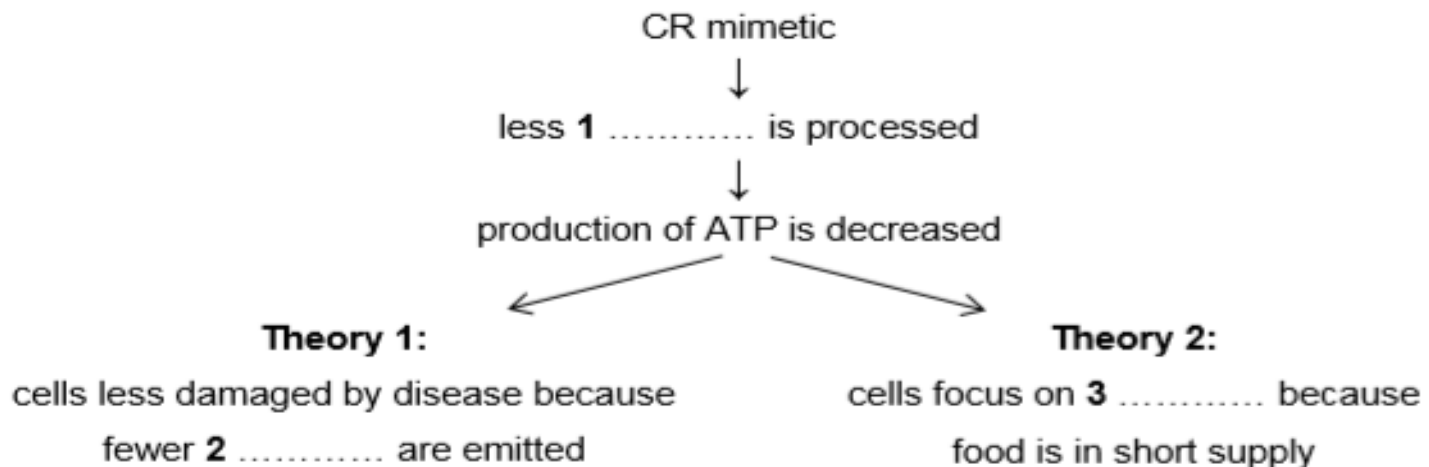 CR mimetic
less 1 ………… is processed
production of ATP is decreased
Theory 1:
cells less damaged by disease because
fewer 2 ………… are emitted
Theory 2:
cells focus on 3 ………… because
food is in short supply